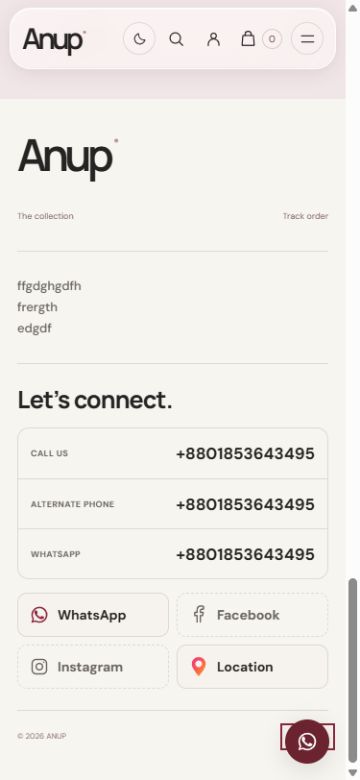 Anup
0
Anup
The collection
Track order
ffgdghgdfh
frergth
edgdf
Let's connect.
CALL US
+8801853643495
ALTERNATE PHONE
+8801853643495
WHATSAPP
+8801853643495
WhatsApp
Facebook
Instagram
Location
© 2026 ANUP